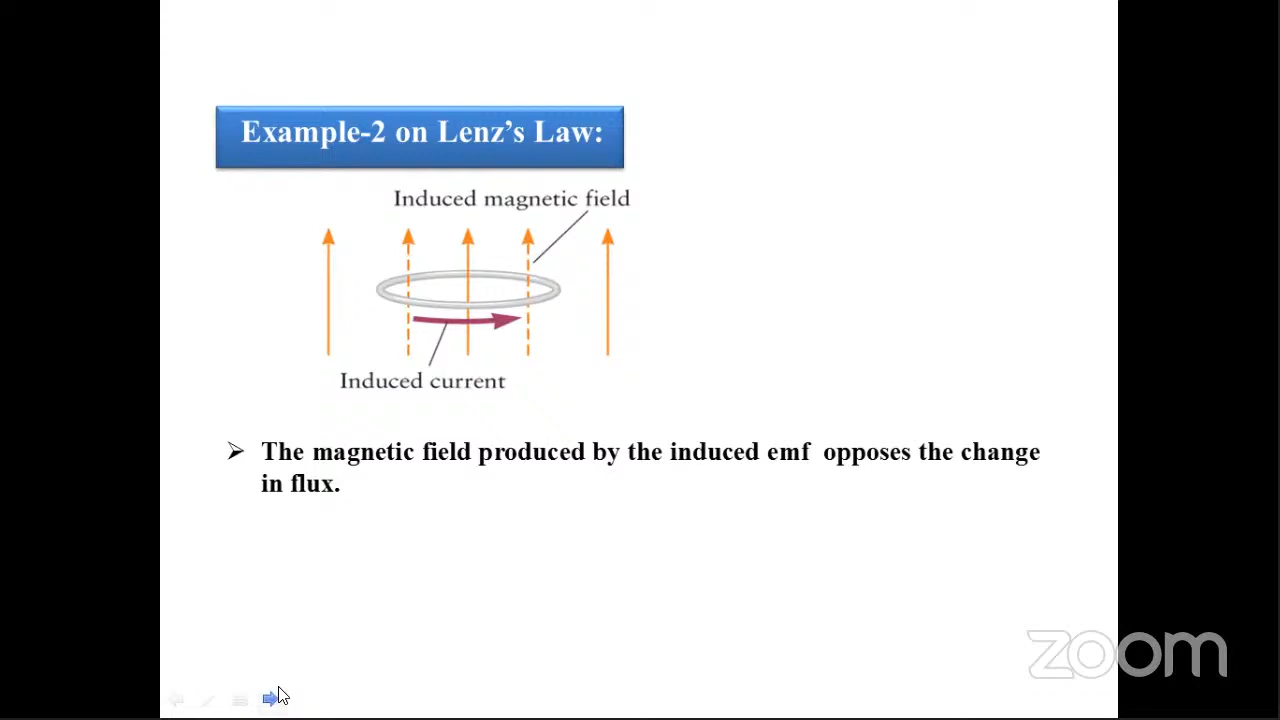 Example-2 on Lenz’s Law:
Induced magnetic field
Induced current
➢ The magnetic field produced by the induced emf opposes the change
in flux.
zoom